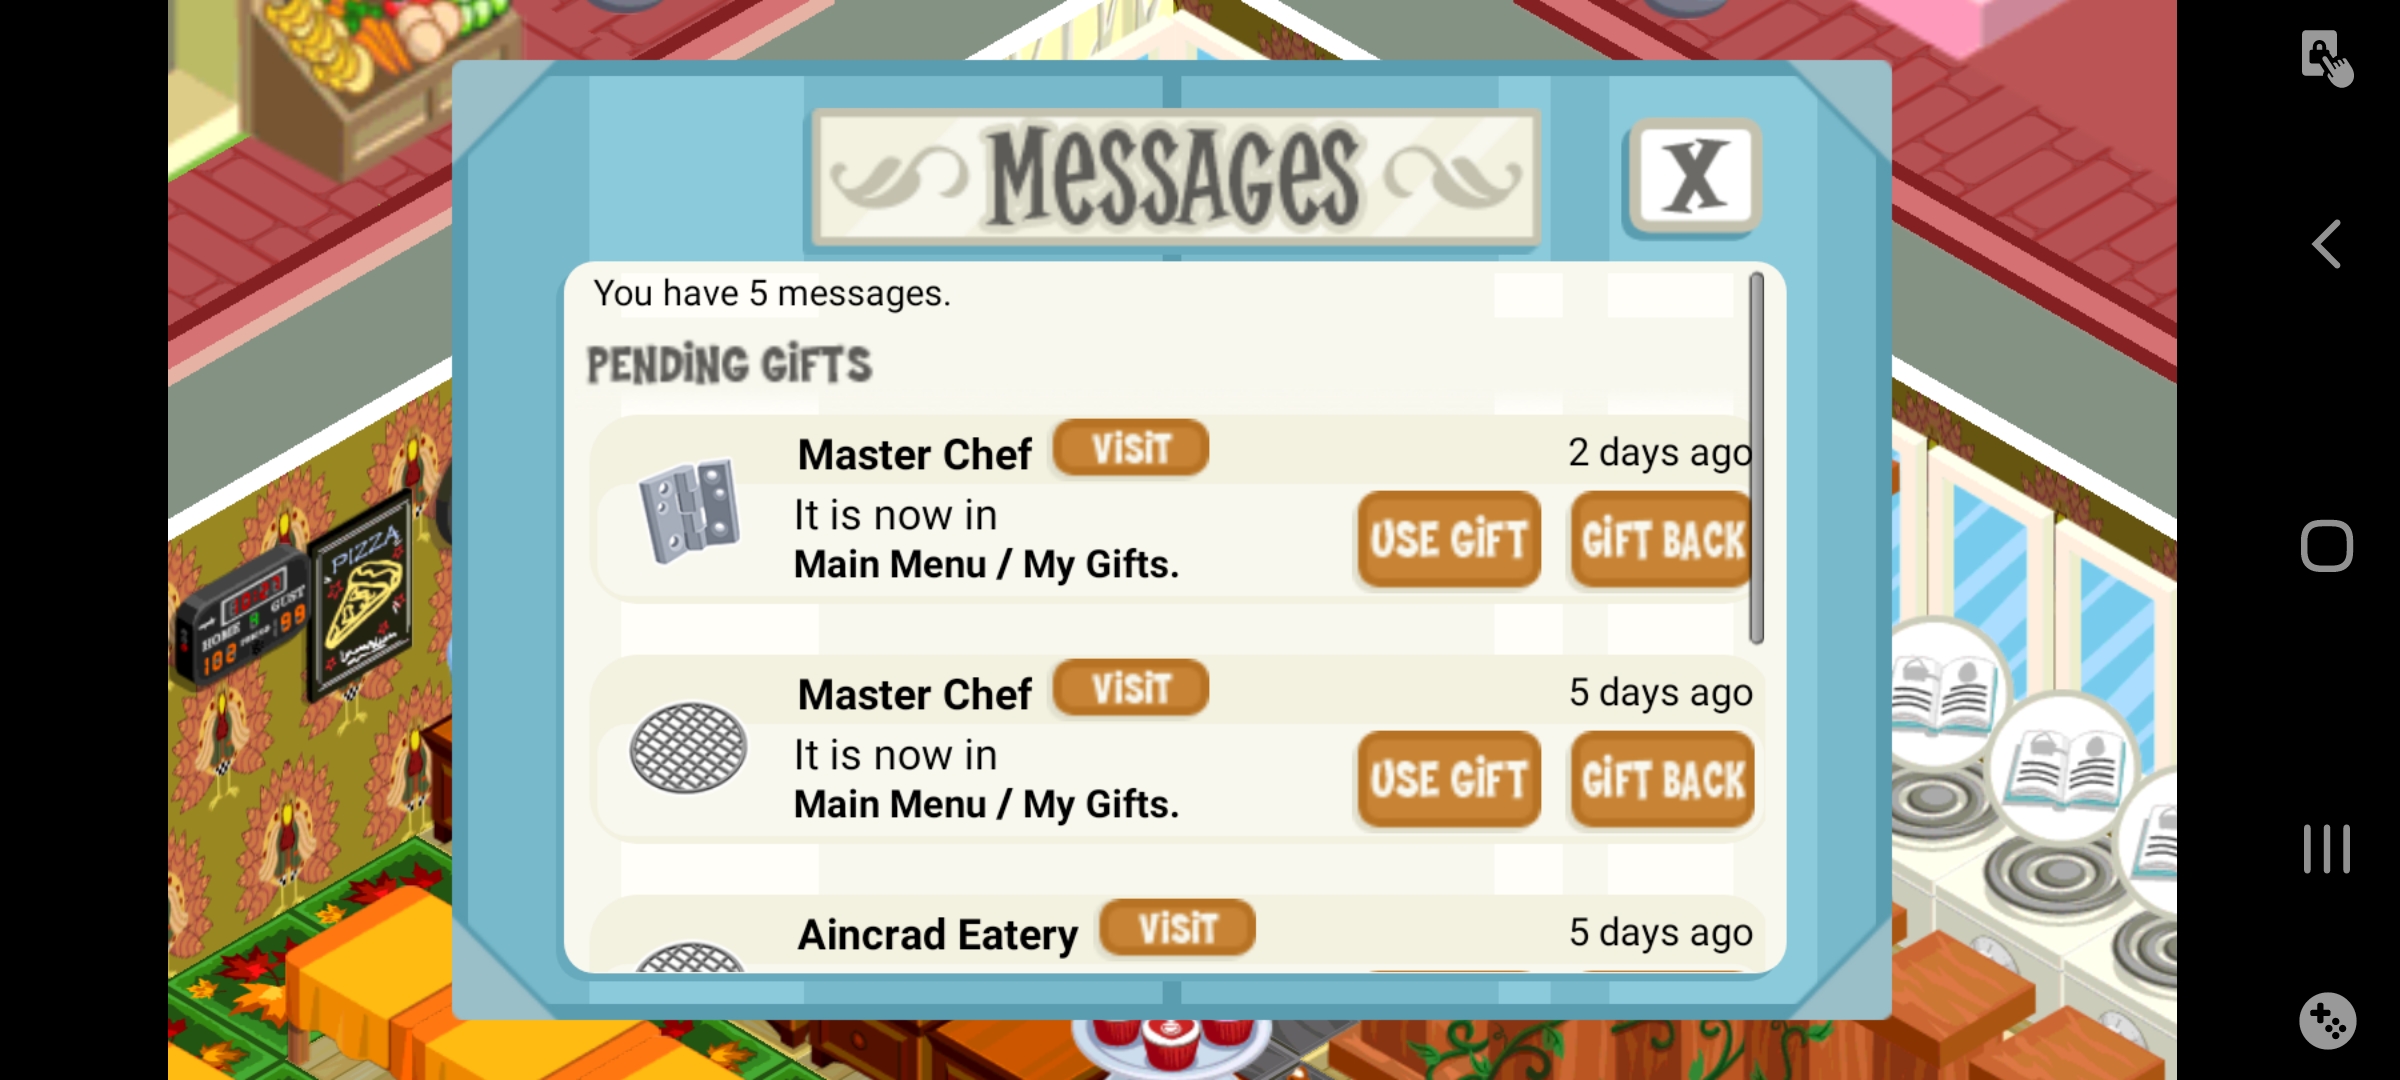 MESSAGES
X
You have 5 messages.
PENDING GIFTS
Master Chef VISIT 2 days ago
It is now in
Main Menu / My Gifts.
USE GIFT GIFT BACK
Master Chef VISIT 5 days ago
It is now in
Main Menu / My Gifts.
USE GIFT GIFT BACK
Aincrad Eatery VISIT 5 days ago
PIZZA
HOME GUST
102 99